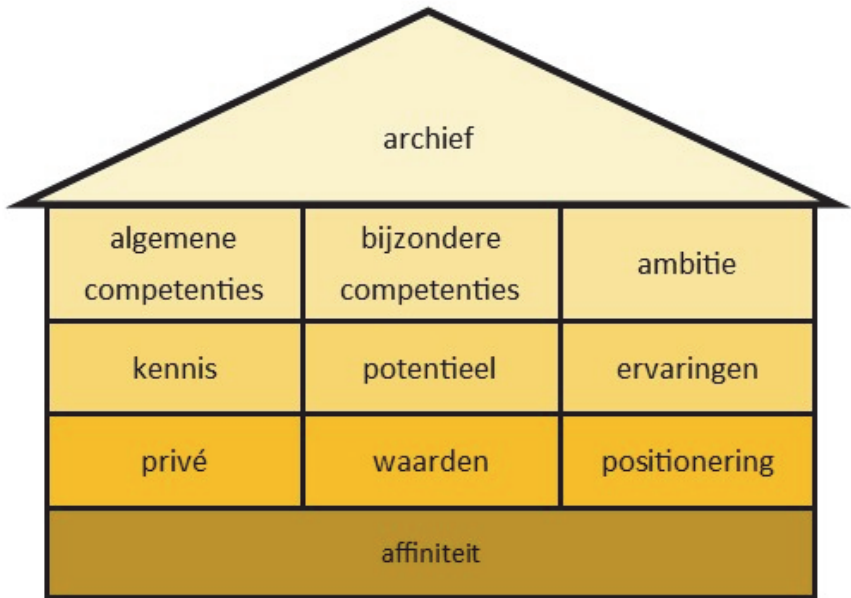 archief
algemene
competenties
bijzondere
competenties
ambitie
kennis
potentieel
ervaringen
privé
waarden
positionering
affiniteit